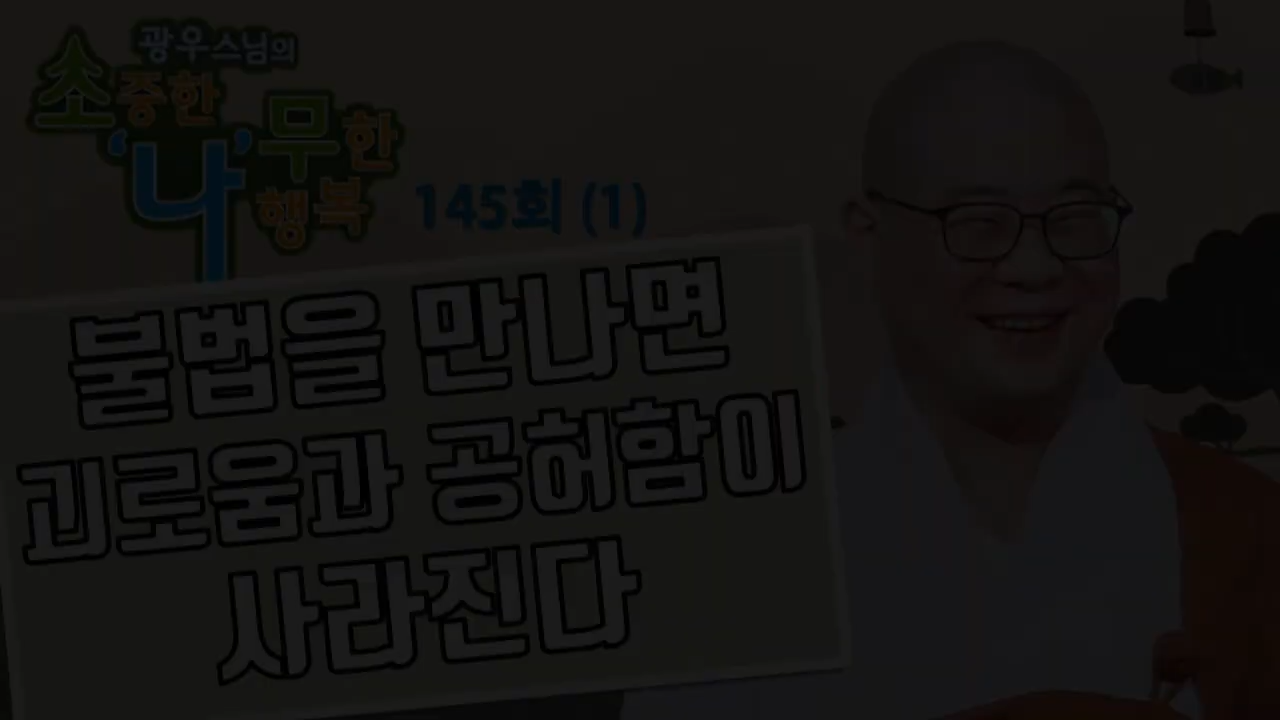 광우스님의
소중한
'나'무한
행복
145회 (1)
불법을 만나면
괴로움과 공허함이
사라진다